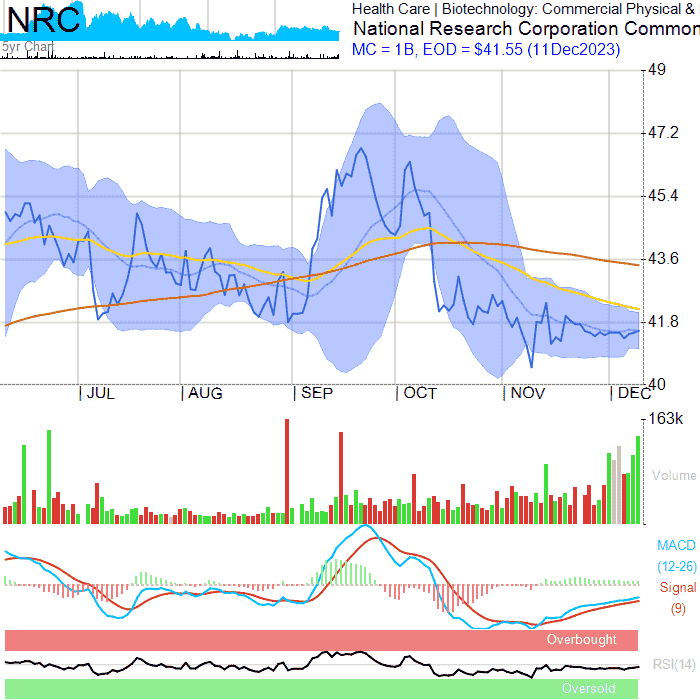 NRC
5yr Chart
Health Care | Biotechnology: Commercial Physical &
National Research Corporation Common
MC = 1B, EOD = $41.55 (11Dec2023)
49
47.2
45.4
43.6
41.8
40
| JUL | AUG | SEP | OCT | NOV | DEC
163k
Volume
MACD
(12-26)
Signal
(9)
Overbought
RSI(14)
Oversold